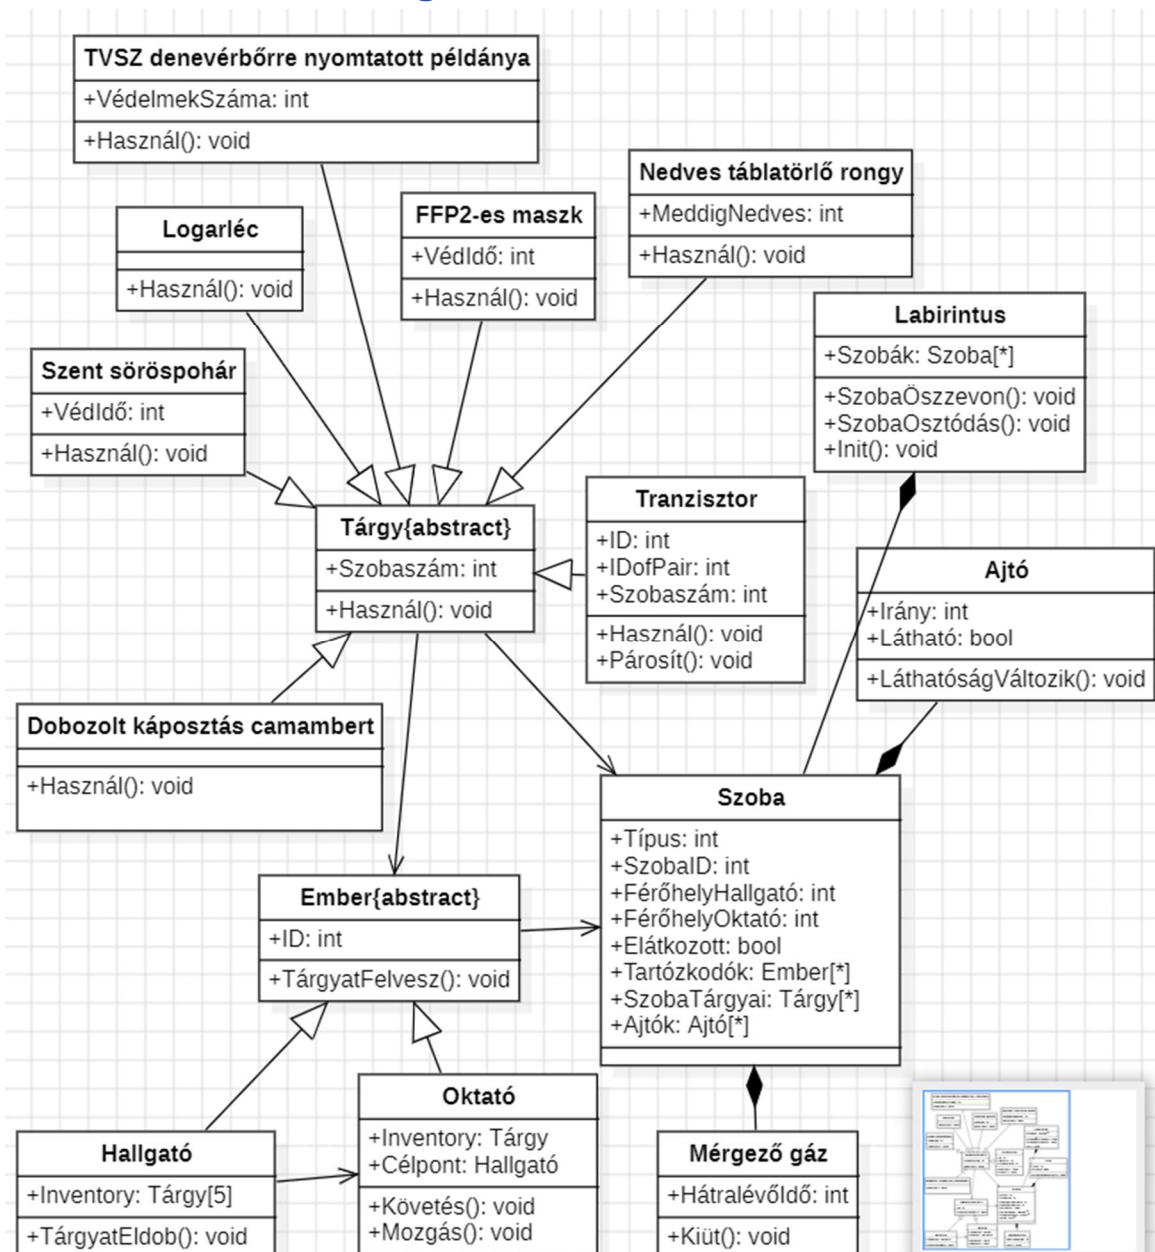 TVSZ denevérbőrre nyomtatott példánya
+VédelmekSzáma: int
+Használ(): void
Nedves táblatörlő rongy
+MeddigNedves: int
+Használ(): void
Logarléc
+Használ(): void
FFP2-es maszk
+VédIdő: int
+Használ(): void
Labirintus
+Szobák: Szoba[*]
+SzobaÖszzevon(): void
+SzobaOsztódás(): void
+Init(): void
Szent söröspohár
+VédIdő: int
+Használ(): void
Tárgy{abstract}
+Szobaszám: int
+Használ(): void
Tranzisztor
+ID: int
+IDofPair: int
+Szobaszám: int
+Használ(): void
+Párosít(): void
Ajtó
+Irány: int
+Látható: bool
+LáthatóságVáltozik(): void
Dobozolt káposztás camambert
+Használ(): void
Szoba
+Típus: int
+SzobaID: int
+FérőhelyHallgató: int
+FérőhelyOktató: int
+Elátkozott: bool
+Tartózkodók: Ember[*]
+SzobaTárgyai: Tárgy[*]
+Ajtók: Ajtó[*]
Ember{abstract}
+ID: int
+TárgyatFelvesz(): void
Oktató
+Inventory: Tárgy
+Célpont: Hallgató
+Követés(): void
+Mozgás(): void
Hallgató
+Inventory: Tárgy[5]
+TárgyatEldob(): void
Mérgező gáz
+HátralévőIdő: int
+Kiüt(): void